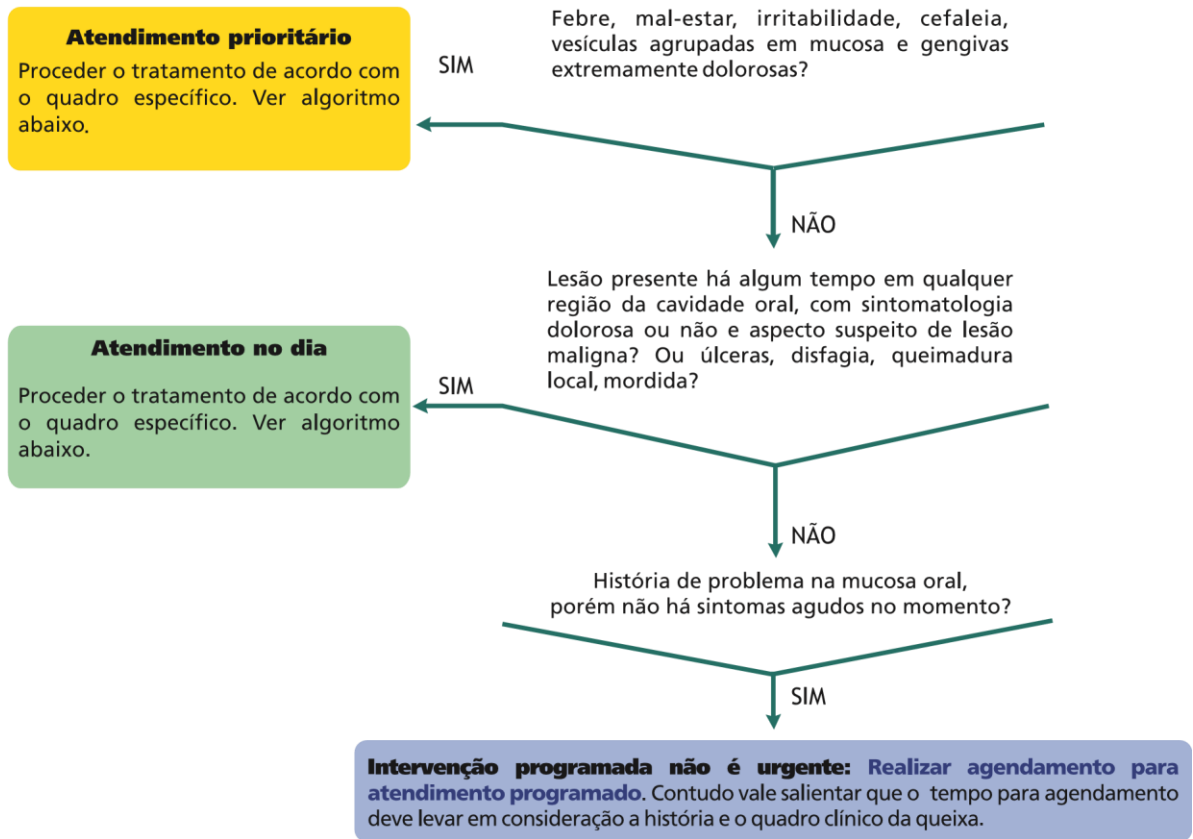 Febre, mal-estar, irritabilidade, cefaleia,
vesículas agrupadas em mucosa e gengivas
extremamente dolorosas?
SIM
Atendimento prioritário
Proceder o tratamento de acordo com
o quadro específico. Ver algoritmo
abaixo.
NÃO
Lesão presente há algum tempo em qualquer
região da cavidade oral, com sintomatologia
dolorosa ou não e aspecto suspeito de lesão
maligna? Ou úlceras, disfagia, queimadura
local, mordida?
SIM
Atendimento no dia
Proceder o tratamento de acordo com
o quadro específico. Ver algoritmo
abaixo.
NÃO
História de problema na mucosa oral,
porém não há sintomas agudos no momento?
SIM
Intervenção programada não é urgente: Realizar agendamento para
atendimento programado. Contudo vale salientar que o tempo para agendamento
deve levar em consideração a história e o quadro clínico da queixa.